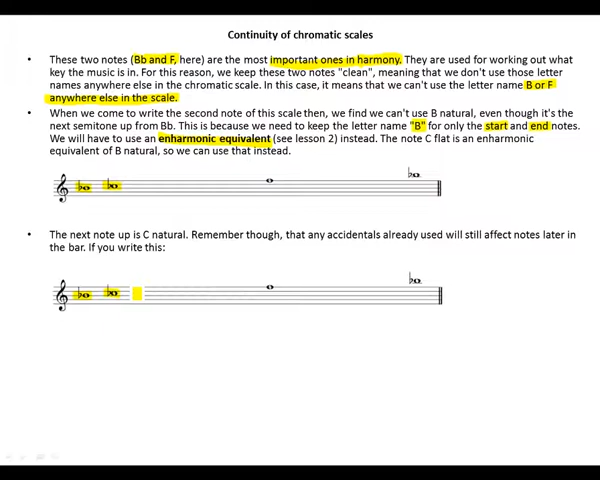 Continuity of chromatic scales
• These two notes (Bb and F, here) are the most important ones in harmony. They are used for working out what
key the music is in. For this reason, we keep these two notes "clean", meaning that we don't use those letter
names anywhere else in the chromatic scale. In this case, it means that we can't use the letter name B or F
anywhere else in the scale.
• When we come to write the second note of this scale then, we find we can't use B natural, even though it's the
next semitone up from Bb. This is because we need to keep the letter name "B" for only the start and end notes.
We will have to use an enharmonic equivalent (see lesson 2) instead. The note C flat is an enharmonic
equivalent of B natural, so we can use that instead.
• The next note up is C natural. Remember though, that any accidentals already used will still affect notes later in
the bar. If you write this: